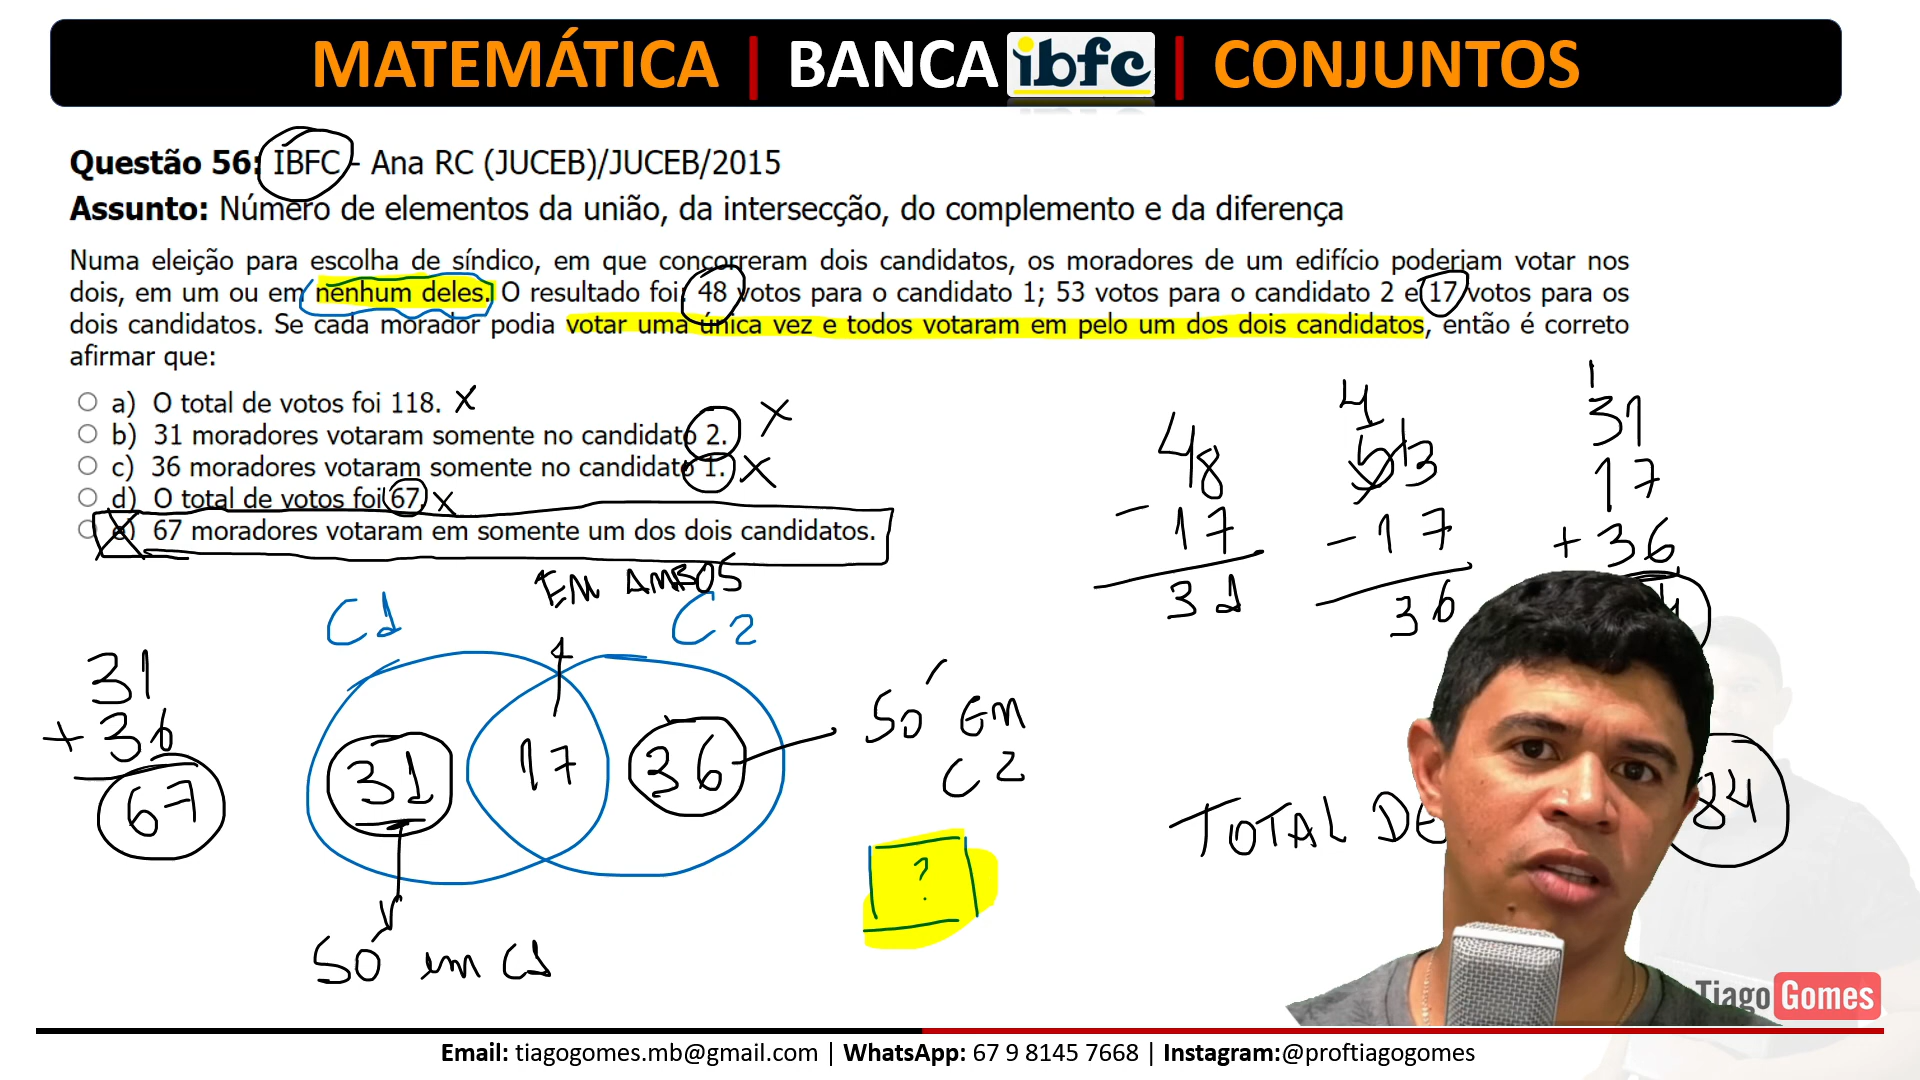 MATEMÁTICA | BANCA ibfc | CONJUNTOS
Questão 56: IBFC - Ana RC (JUCEB)/JUCEB/2015
Assunto: Número de elementos da união, da intersecção, do complemento e da diferença
Numa eleição para escolha de síndico, em que concorreram dois candidatos, os moradores de um edifício poderiam votar nos
dois, em um ou em nenhum deles. O resultado foi: 48 votos para o candidato 1; 53 votos para o candidato 2 e 17 votos para os
dois candidatos. Se cada morador podia votar uma única vez e todos votaram em pelo um dos dois candidatos, então é correto
afirmar que:
a) O total de votos foi 118. X
b) 31 moradores votaram somente no candidato 2. X
c) 36 moradores votaram somente no candidato 1. X
d) O total de votos foi 67. X
e) 67 moradores votaram em somente um dos dois candidatos.
48
- 17
31
4
53 13
- 17
36
1
31
17
+ 36
EM AMBOS
C1
C2
31
+ 36
67
31
17
36
SÓ EM
C2
?
SÓ em C1
TOTAL DE
84
Tiago Gomes
Email: tiagogomes.mb@gmail.com | WhatsApp: 67 9 8145 7668 | Instagram:@proftiagogomes